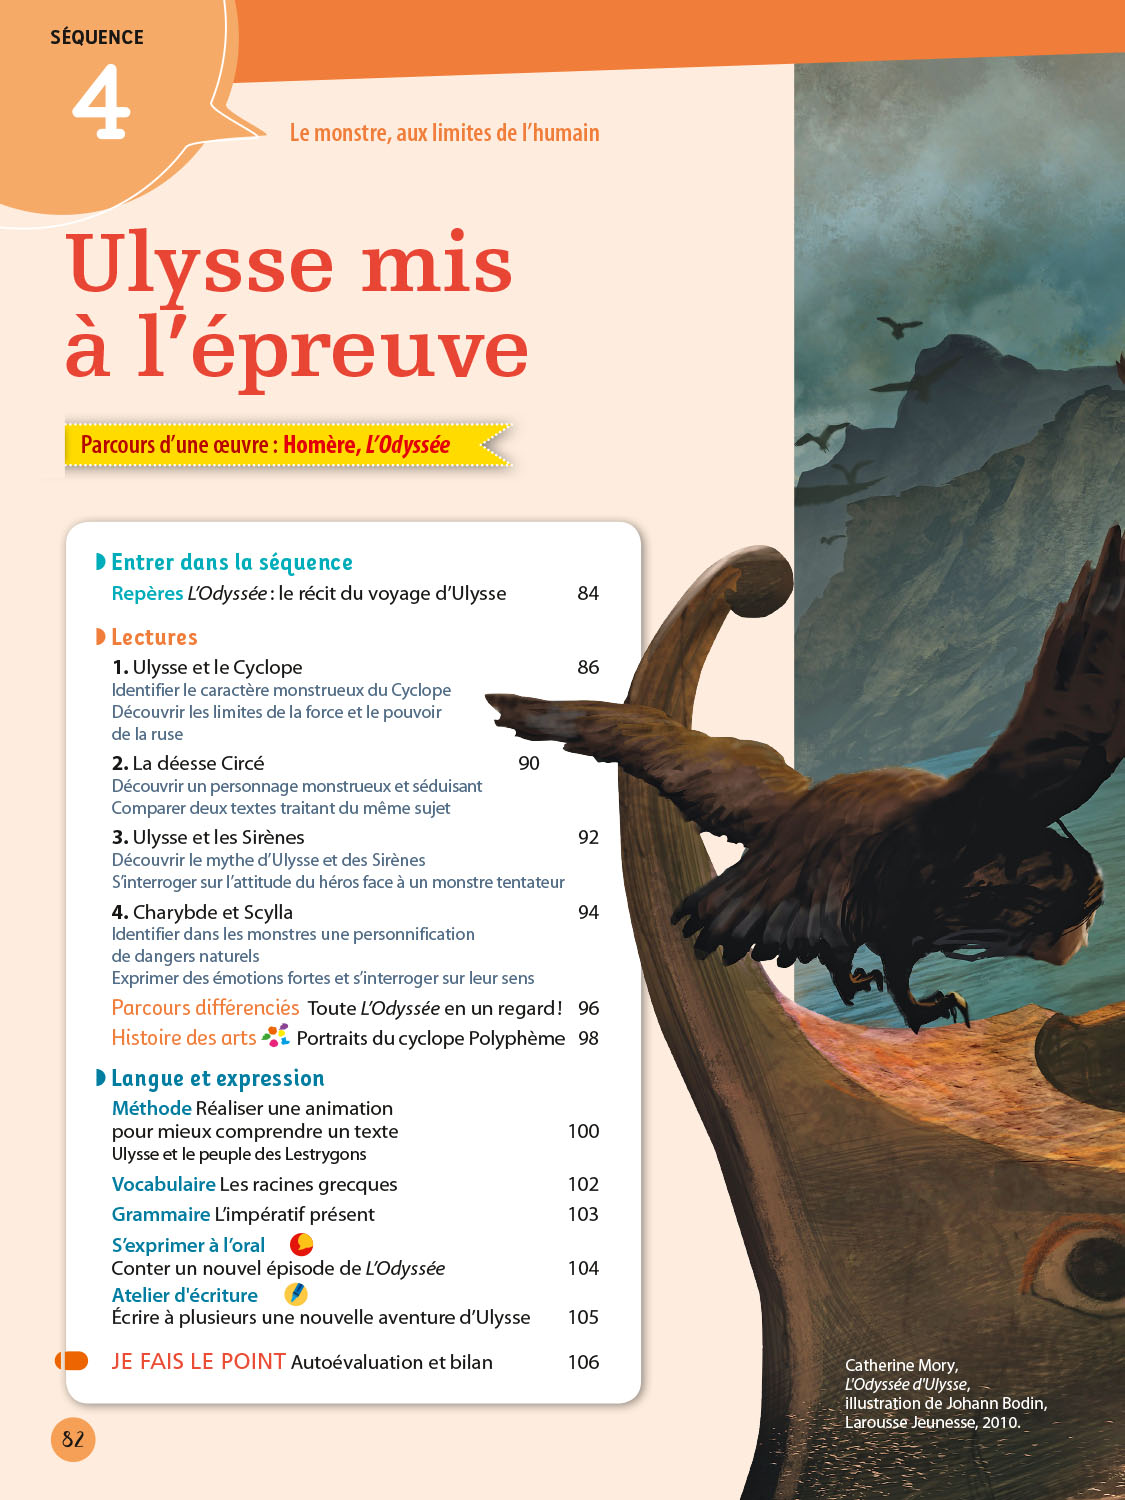 SÉQUENCE
4
Le monstre, aux limites de l’humain
Ulysse mis
à l’épreuve
Parcours d’une œuvre : Homère, L’Odyssée
Entrer dans la séquence
Repères L’Odyssée : le récit du voyage d’Ulysse 84
Lectures
1. Ulysse et le Cyclope 86
Identifier le caractère monstrueux du Cyclope
Découvrir les limites de la force et le pouvoir
de la ruse
2. La déesse Circé 90
Découvrir un personnage monstrueux et séduisant
Comparer deux textes traitant du même sujet
3. Ulysse et les Sirènes 92
Découvrir le mythe d’Ulysse et des Sirènes
S’interroger sur l’attitude du héros face à un monstre tentateur
4. Charybde et Scylla 94
Identifier dans les monstres une personnification
de dangers naturels
Exprimer des émotions fortes et s’interroger sur leur sens
Parcours différenciés Toute L’Odyssée en un regard ! 96
Histoire des arts Portraits du cyclope Polyphème 98
Langue et expression
Méthode Réaliser une animation
pour mieux comprendre un texte 100
Ulysse et le peuple des Lestrygons
Vocabulaire Les racines grecques 102
Grammaire L’impératif présent 103
S’exprimer à l’oral
Conter un nouvel épisode de L’Odyssée 104
Atelier d'écriture
Écrire à plusieurs une nouvelle aventure d’Ulysse 105
JE FAIS LE POINT Autoévaluation et bilan 106
82
Catherine Mory,
L’Odyssée d’Ulysse,
illustration de Johann Bodin,
Larousse Jeunesse, 2010.